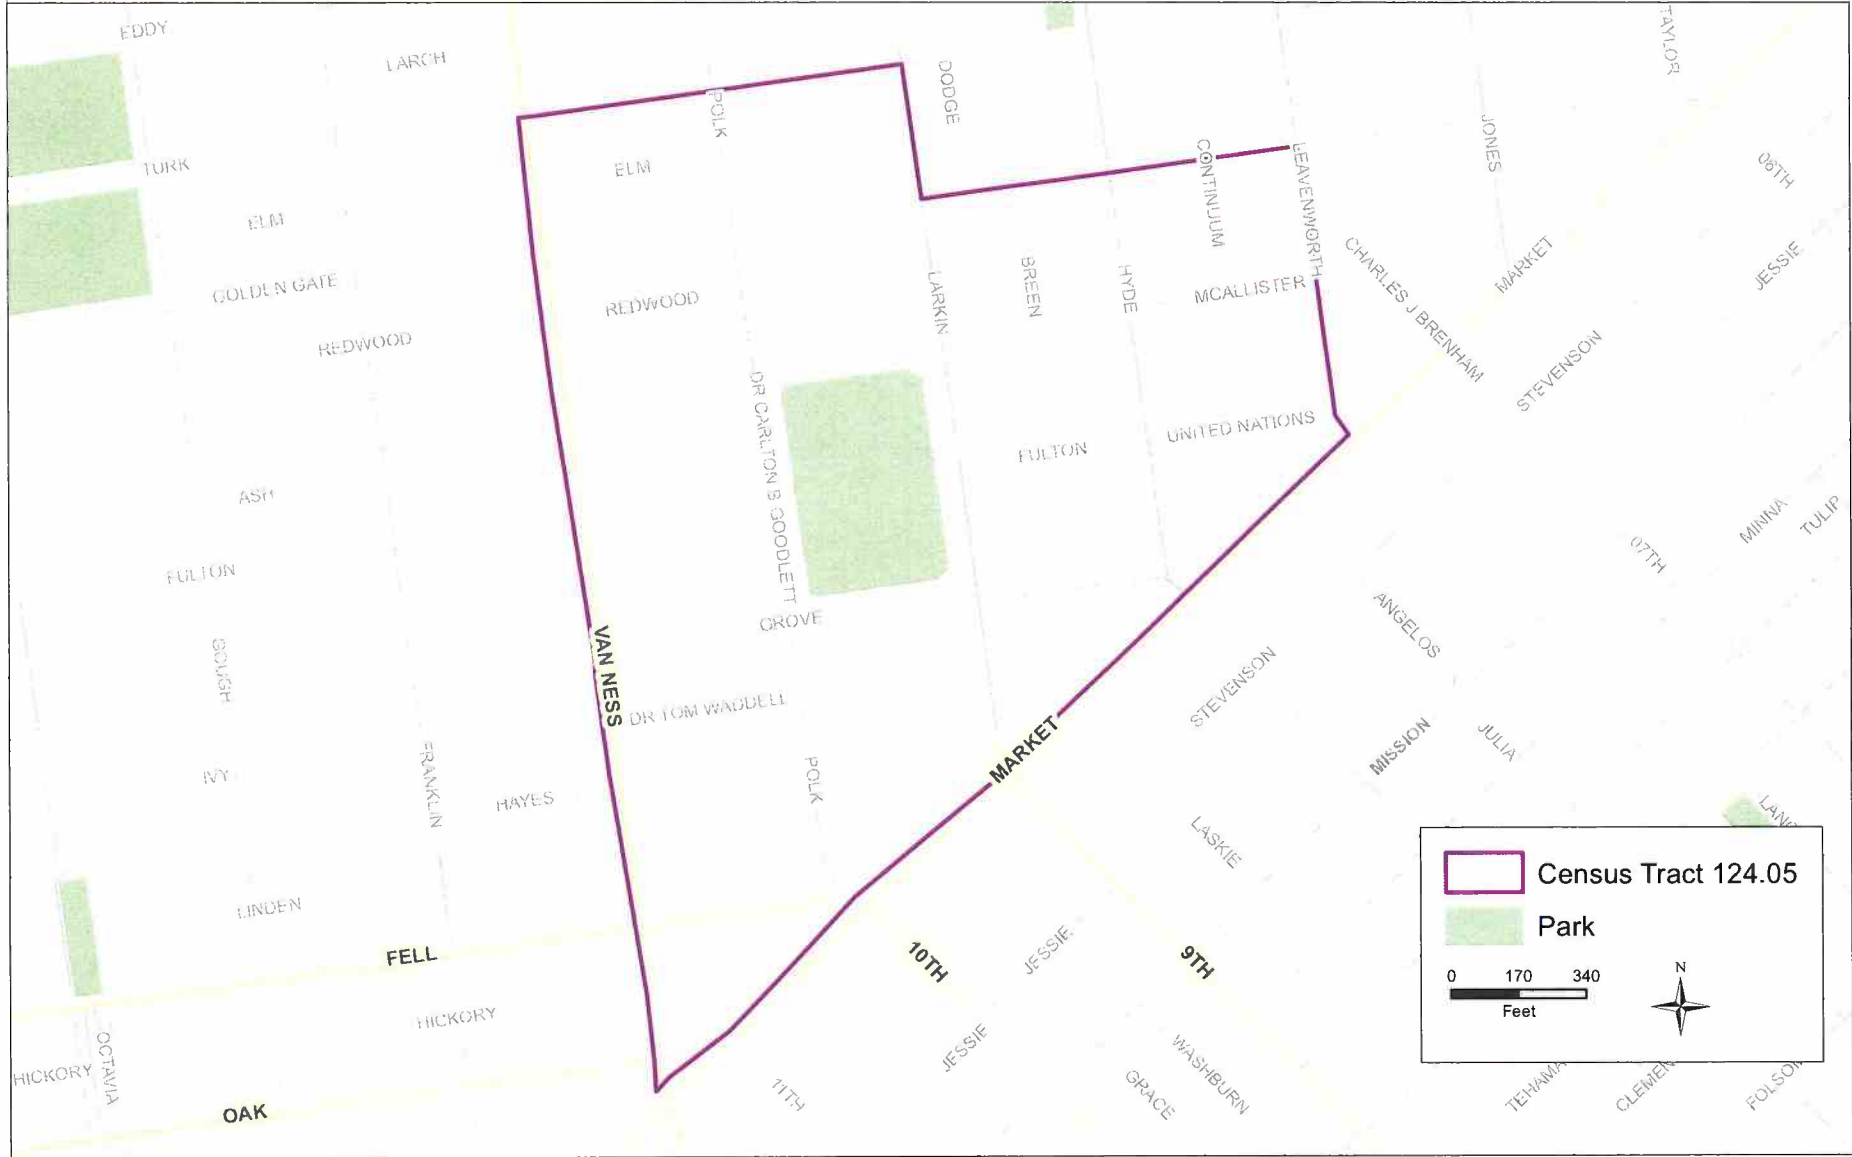 EDDY
LARCH
DODGE
TAYLOR
POLK
TURK
ELM
CONTINUUM
LEAVENWORTH
JONES
06TH
ELM
GOLDEN GATE
REDWOOD
REDWOOD
LARKIN
BREEN
HYDE
MCALLISTER
CHARLES J BRENHAM
MARKET
JESSIE
STEVENSON
DR CARLTON B GOODLETT
FULTON
UNITED NATIONS
ASH
FULTON
GOUGH
VAN NESS
GROVE
DR TOM WADDELL
07TH
MINNA
TULIP
ANGELOS
STEVENSON
MISSION
JULIA
MARKET
IVY
FRANKLIN
HAYES
POLK
LASKIE
LANG
LINDEN
FELL
10TH
JESSIE
9TH
HICKORY
OCTAVIA
HICKORY
OAK
11TH
JESSIE
GRACE
WASHBURN
TEHAMA
CLEMEN
FOLSOM
Census Tract 124.05
Park
0 170 340
Feet
N